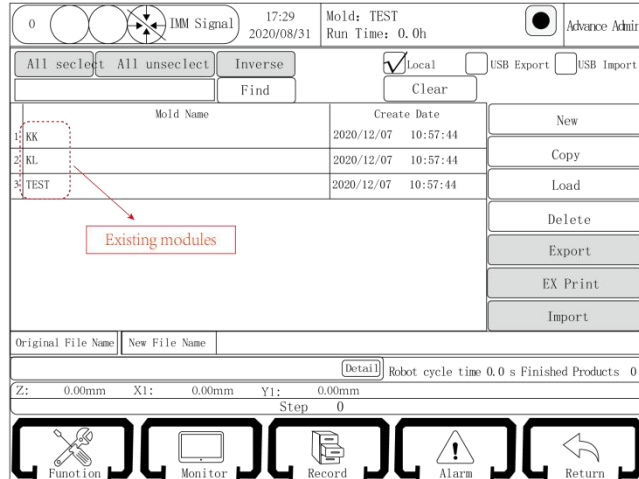 0 IMM Signal 17:29 2020/08/31 Mold: TEST Run Time: 0.0h Advance Admin
All seclect All unseclect Inverse Local USB Export USB Import
Find Clear
Mold Name Create Date New
1 KK 2020/12/07 10:57:44
2 KL 2020/12/07 10:57:44 Copy
3 TEST 2020/12/07 10:57:44 Load
Delete
Existing modules
Export
EX Print
Import
Original File Name New File Name
Detail Robot cycle time 0.0 s Finished Products 0
Z: 0.00mm X1: 0.00mm Y1: 0.00mm
Step 0
Funotion Monitor Record Alarm Return